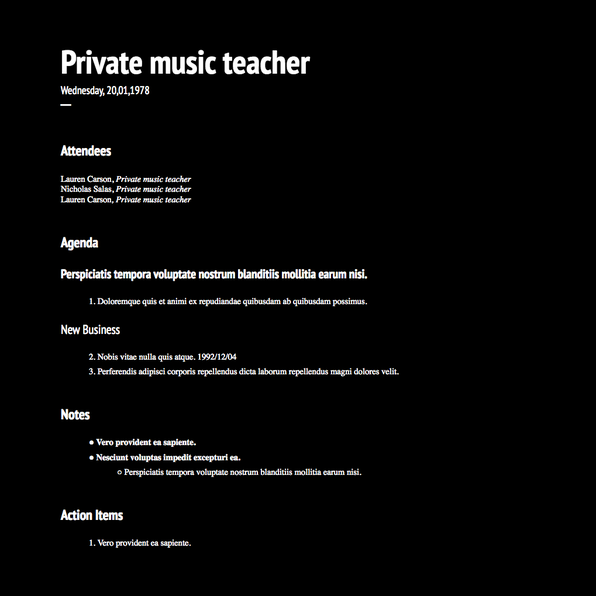 Private music teacher
Wednesday, 20,01,1978
Attendees
Lauren Carson, Private music teacher
Nicholas Salas, Private music teacher
Lauren Carson, Private music teacher
Agenda
Perspiciatis tempora voluptate nostrum blanditiis mollitia earum nisi.
1. Doloremque quis et animi ex repudiandae quibusdam ab quibusdam possimus.
New Business
2. Nobis vitae nulla quis atque. 1992/12/04
3. Perferendis adipisci corporis repellendus dicta laborum repellendus magni dolores velit.
Notes
● Vero provident ea sapiente.
● Nesciunt voluptas impedit excepturi ea.
○ Perspiciatis tempora voluptate nostrum blanditiis mollitia earum nisi.
Action Items
1. Vero provident ea sapiente.